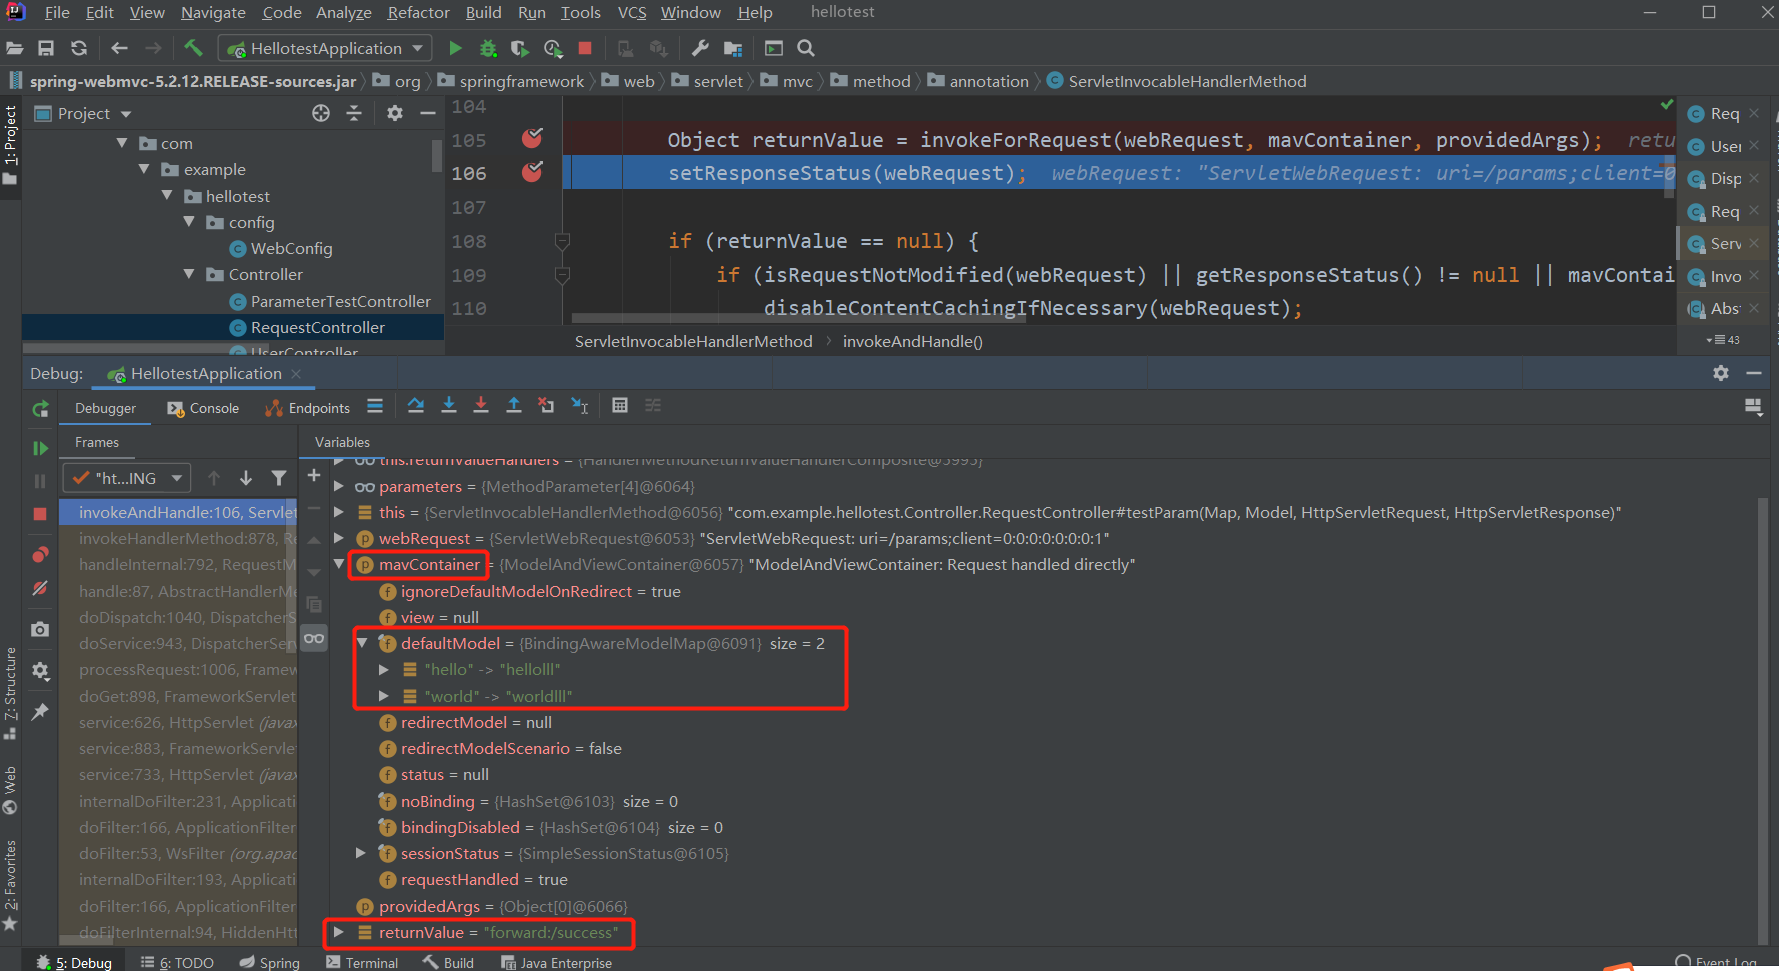 File Edit View Navigate Code Analyze Refactor Build Run Tools VCS Window Help hellotest
HellotestApplication
spring-webmvc-5.2.12.RELEASE-sources.jar org springframework web servlet mvc method annotation ServletInvocableHandlerMethod
1: Project
Project
com
example
hellotest
config
WebConfig
Controller
ParameterTestController
RequestController
UserController
104
105 Object returnValue = invokeForRequest(webRequest, mavContainer, providedArgs); retu
106 setResponseStatus(webRequest); webRequest: "ServletWebRequest: uri=/params;client=0
107
108 if (returnValue == null) {
109 if (isRequestNotModified(webRequest) || getResponseStatus() != null || mavContai
110 disableContentCachingIfNecessary(webRequest);
ServletInvocableHandlerMethod invokeAndHandle()
Req
User
Disp
Req
Serv
Invo
Abs
43
Debug: HellotestApplication
Debugger Console Endpoints
Frames
"ht...ING
invokeAndHandle:106, Servlet
invokeHandlerMethod:878, Re
handleInternal:792, RequestM
handle:87, AbstractHandlerMe
doDispatch:1040, DispatcherS
doService:943, DispatcherServ
processRequest:1006, Framew
doGet:898, FrameworkServlet
service:626, HttpServlet (javax
service:883, FrameworkServle
service:733, HttpServlet (javax
internalDoFilter:231, Applicati
doFilter:166, ApplicationFilter
doFilter:53, WsFilter (org.apac
internalDoFilter:193, Applicati
doFilter:166, ApplicationFilter
doFilterInternal:94, HiddenHtt
Variables
this.returnValueHandlers = {HandlerMethodReturnValueHandlerComposite@5995}
parameters = {MethodParameter[4]@6064}
this = {ServletInvocableHandlerMethod@6056} "com.example.hellotest.Controller.RequestController#testParam(Map, Model, HttpServletRequest, HttpServletResponse)"
webRequest = {ServletWebRequest@6053} "ServletWebRequest: uri=/params;client=0:0:0:0:0:0:0:1"
mavContainer = {ModelAndViewContainer@6057} "ModelAndViewContainer: Request handled directly"
ignoreDefaultModelOnRedirect = true
view = null
defaultModel = {BindingAwareModelMap@6091} size = 2
"hello" -> "hellolll"
"world" -> "worldlll"
redirectModel = null
redirectModelScenario = false
status = null
noBinding = {HashSet@6103} size = 0
bindingDisabled = {HashSet@6104} size = 0
sessionStatus = {SimpleSessionStatus@6105}
requestHandled = true
providedArgs = {Object[0]@6066}
returnValue = "forward:/success"
Z: Structure
Web
2: Favorites
5: Debug 6: TODO Spring Terminal Build Java Enterprise Event Log